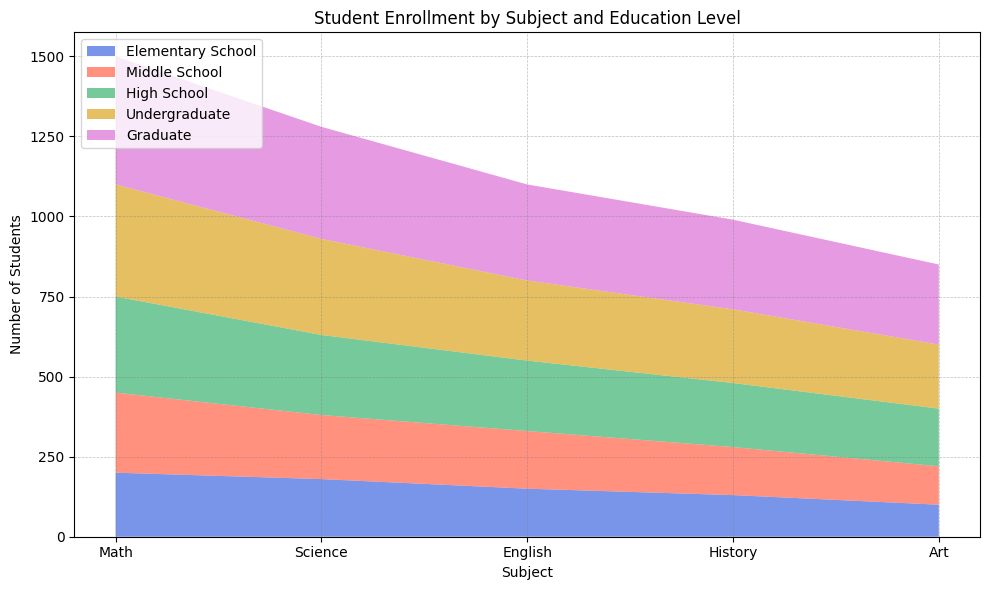 Student Enrollment by Subject and Education Level
Elementary School
Middle School
High School
Undergraduate
Graduate
Number of Students
1500
1250
1000
750
500
250
0
Math Science English History Art
Subject